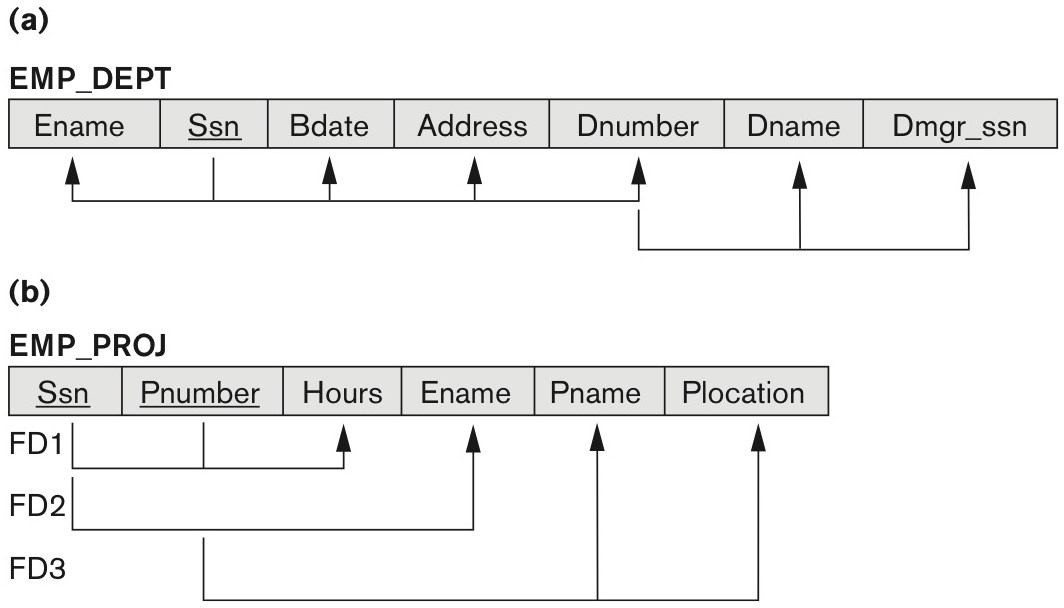 (a)
EMP_DEPT
Ename Ssn Bdate Address Dnumber Dname Dmgr_ssn
(b)
EMP_PROJ
Ssn Pnumber Hours Ename Pname Plocation
FD1
FD2
FD3